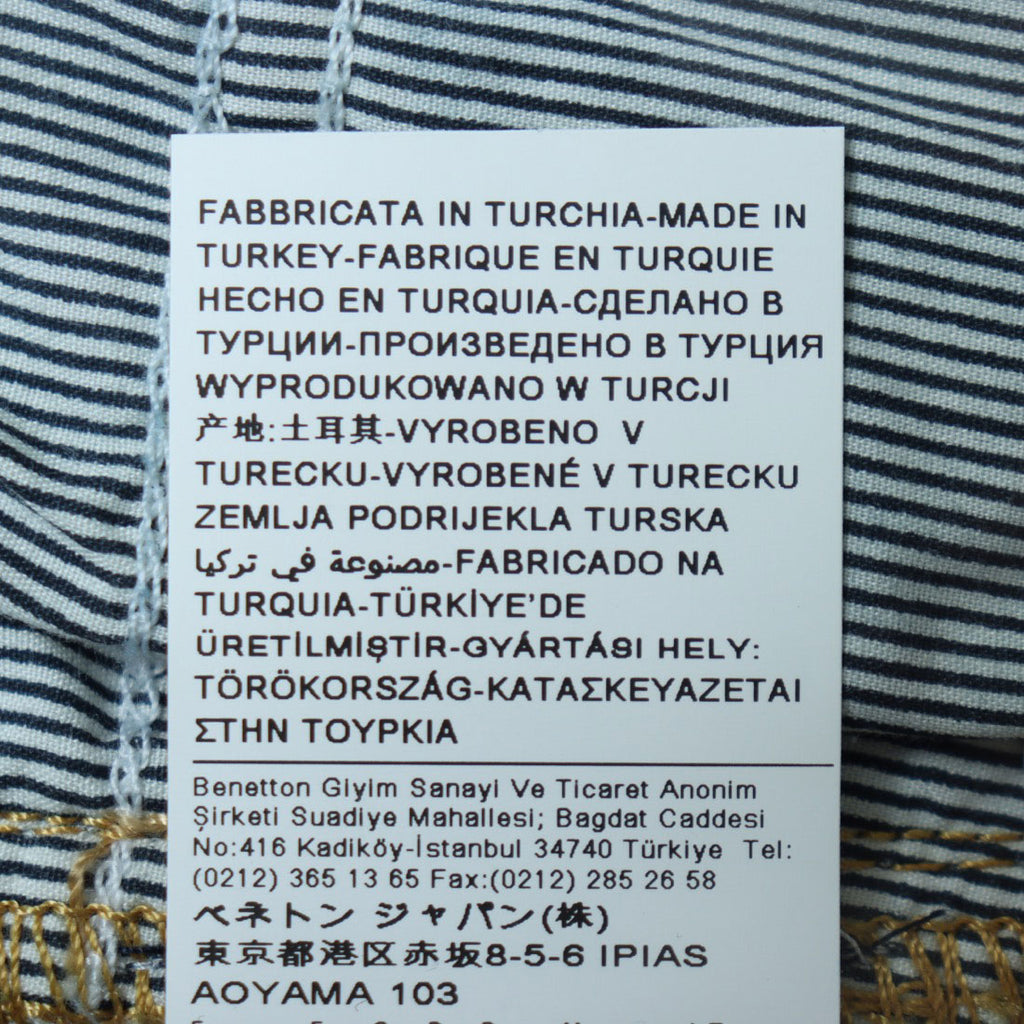 FABBRICATA IN TURCHIA-MADE IN
TURKEY-FABRIQUE EN TURQUIE
HECHO EN TURQUIA-СДЕЛАНО В
ТУРЦИИ-ПРОИЗВЕДЕНО В ТУРЦИЯ
WYPRODUKOWANO W TURCJI
产地:土耳其-VYROBENO V
TURECKU-VYROBENÉ V TURECKU
ZEMLJA PODRIJEKLA TURSKA
مصنوعة في تركيا-FABRICADO NA
TURQUIA-TÜRKİYE'DE
ÜRETİLMİŞTİR-GYÁRTÁSI HELY:
TÖRÖKORSZÁG-ΚΑΤΑΣΚΕΥΑΖΕΤΑΙ
ΣΤΗΝ ΤΟΥΡΚΙΑ
Benetton Giyim Sanayi Ve Ticaret Anonim
Şirketi Suadiye Mahallesi; Bagdat Caddesi
No:416 Kadiköy-İstanbul 34740 Türkiye Tel:
(0212) 365 13 65 Fax:(0212) 285 26 58
ベネトン ジャパン(株)
東京都港区赤坂8-5-6 IPIAS
AOYAMA 103